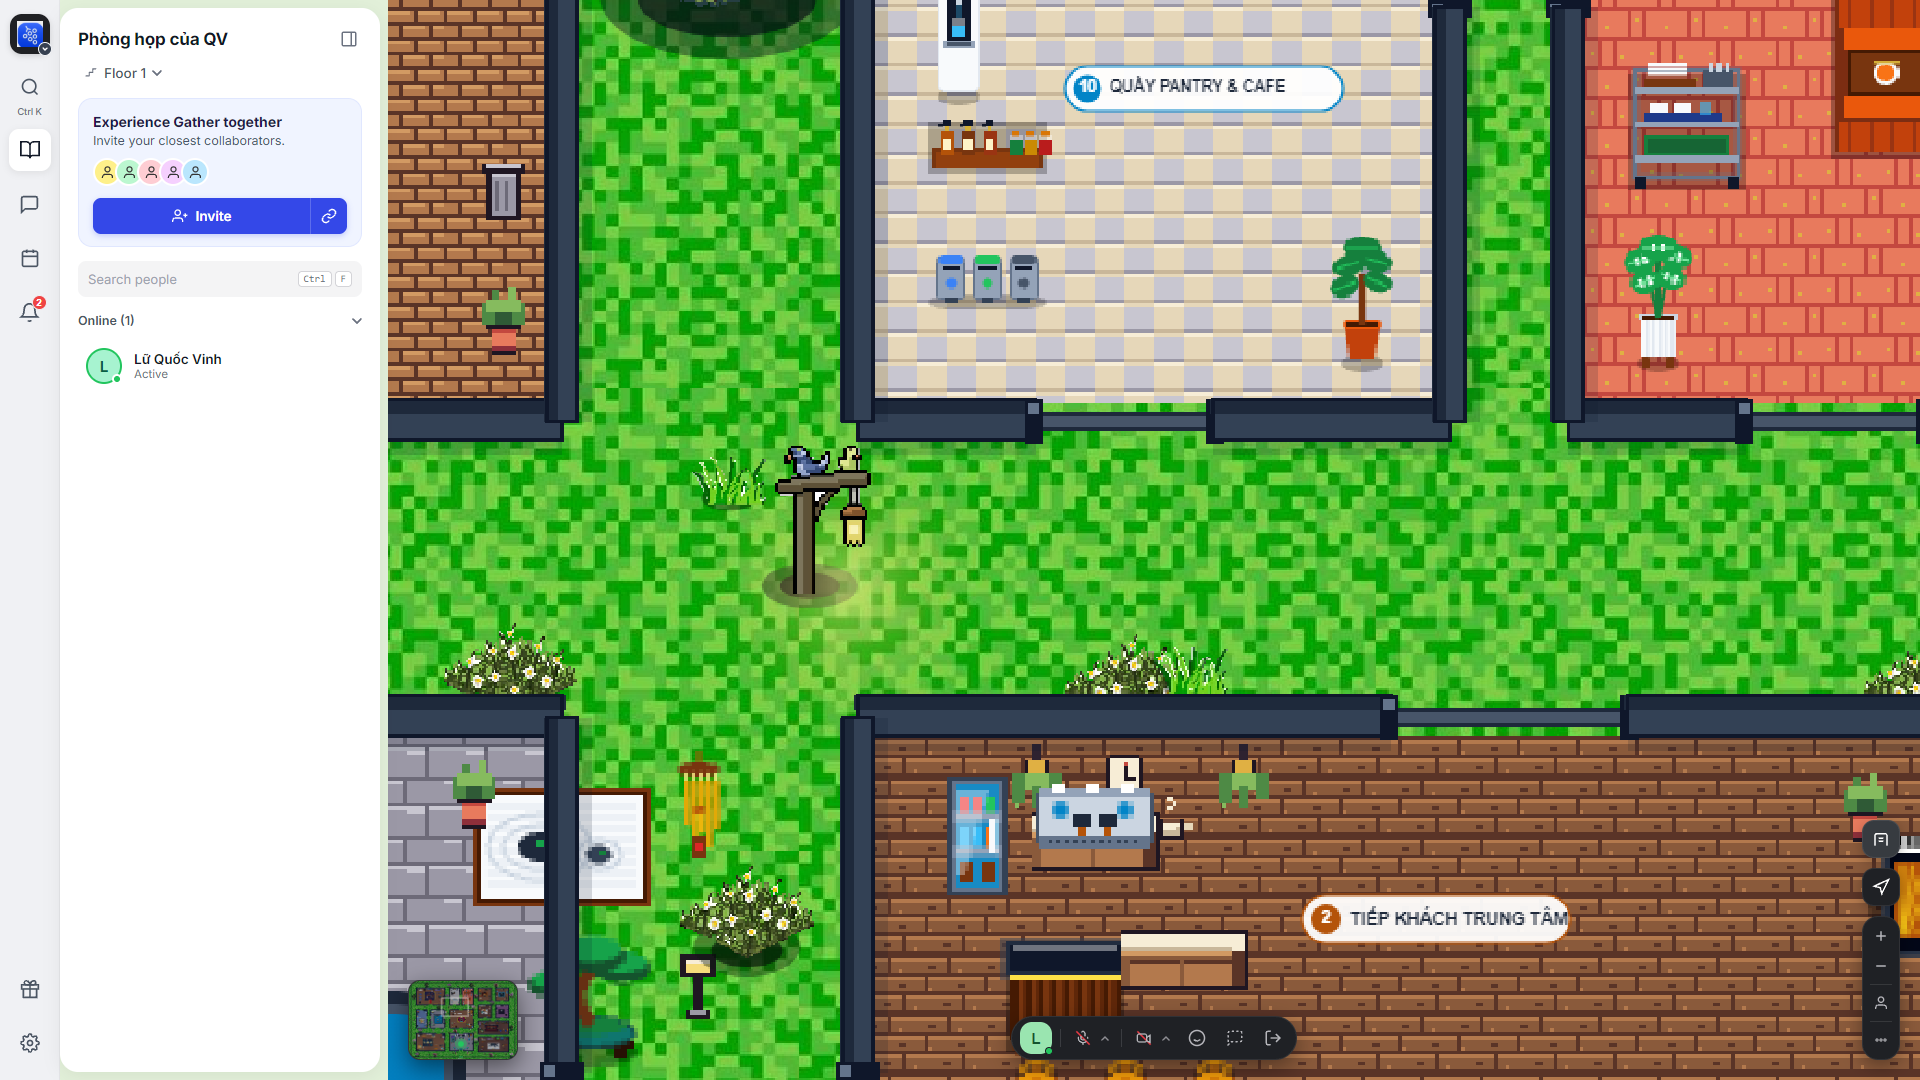 Phòng họp của QV
Floor 1
Ctrl K
Experience Gather together
Invite your closest collaborators.
Invite
Search people
Ctrl F
2
Online (1)
L
Lữ Quốc Vinh
Active
10 QUẦY PANTRY & CAFE
2 TIẾP KHÁCH TRUNG TÂM
L